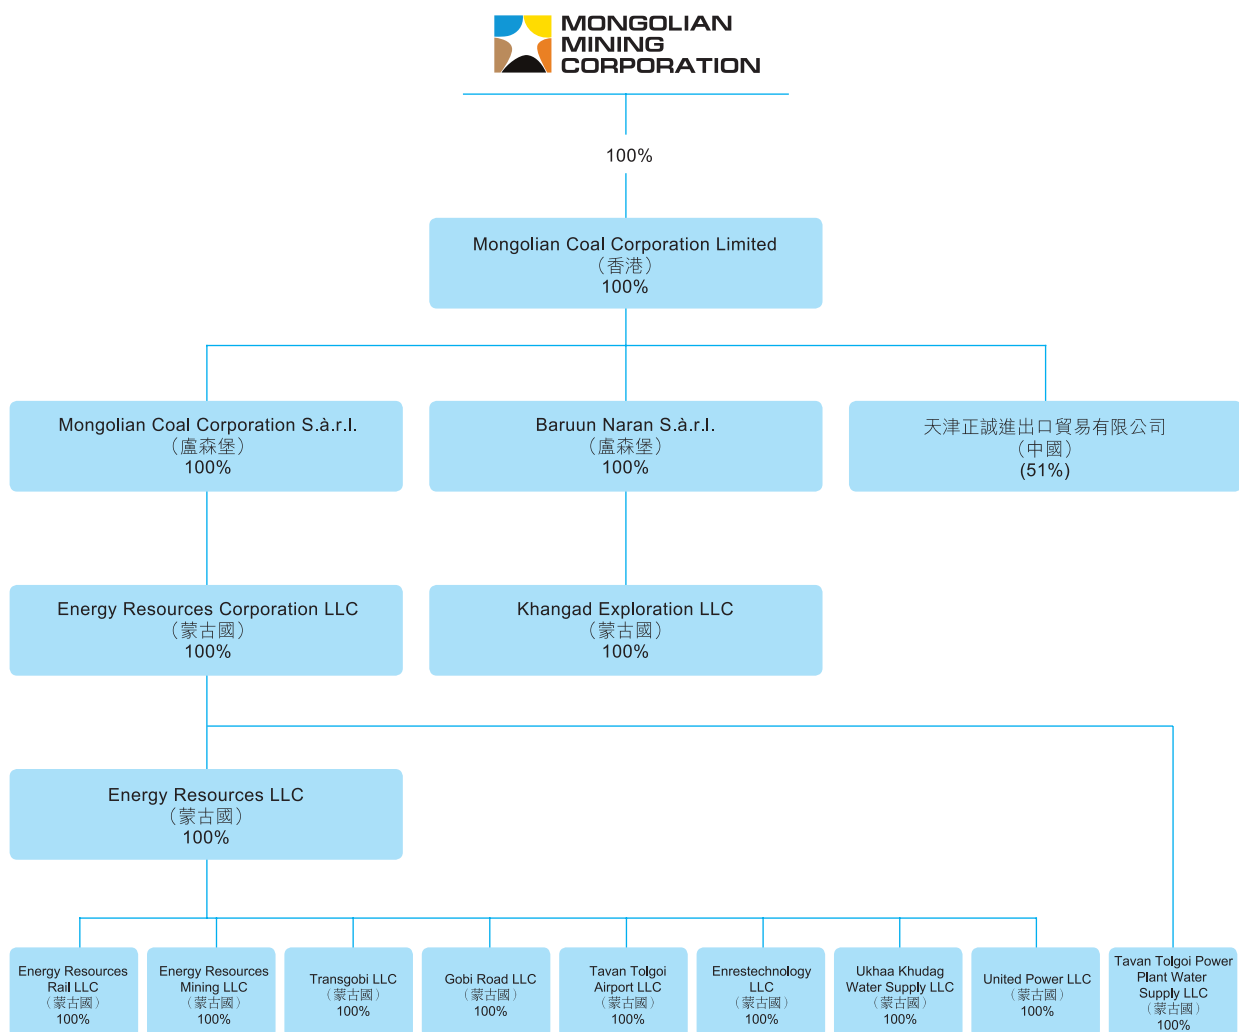 MONGOLIAN
MINING
CORPORATION
100%
Mongolian Coal Corporation Limited
（香港）
100%
Mongolian Coal Corporation S.à.r.l.
（盧森堡）
100%
Baruun Naran S.à.r.l.
（盧森堡）
100%
天津正誠進出口貿易有限公司
（中國）
(51%)
Energy Resources Corporation LLC
（蒙古國）
100%
Khangad Exploration LLC
（蒙古國）
100%
Energy Resources LLC
（蒙古國）
100%
Energy Resources
Rail LLC
（蒙古國）
100%
Energy Resources
Mining LLC
（蒙古國）
100%
Transgobi LLC
（蒙古國）
100%
Gobi Road LLC
（蒙古國）
100%
Tavan Tolgoi
Airport LLC
（蒙古國）
100%
Enrestechnology
LLC
（蒙古國）
100%
Ukhaa Khudag
Water Supply LLC
（蒙古國）
100%
United Power LLC
（蒙古國）
100%
Tavan Tolgoi Power
Plant Water
Supply LLC
（蒙古國）
100%